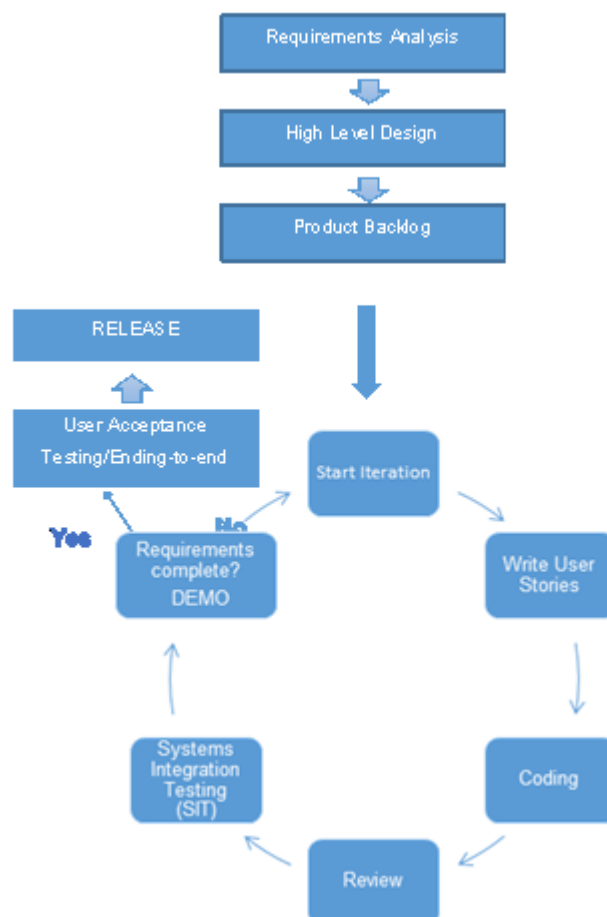 Requirements Analysis
High Level Design
Product Backlog
RELEASE
User Acceptance
Testing/Ending-to-end
Start Iteration
Yes
No
Requirements
complete?
DEMO
Write User
Stories
Systems
Integration
Testing
(SIT)
Coding
Review